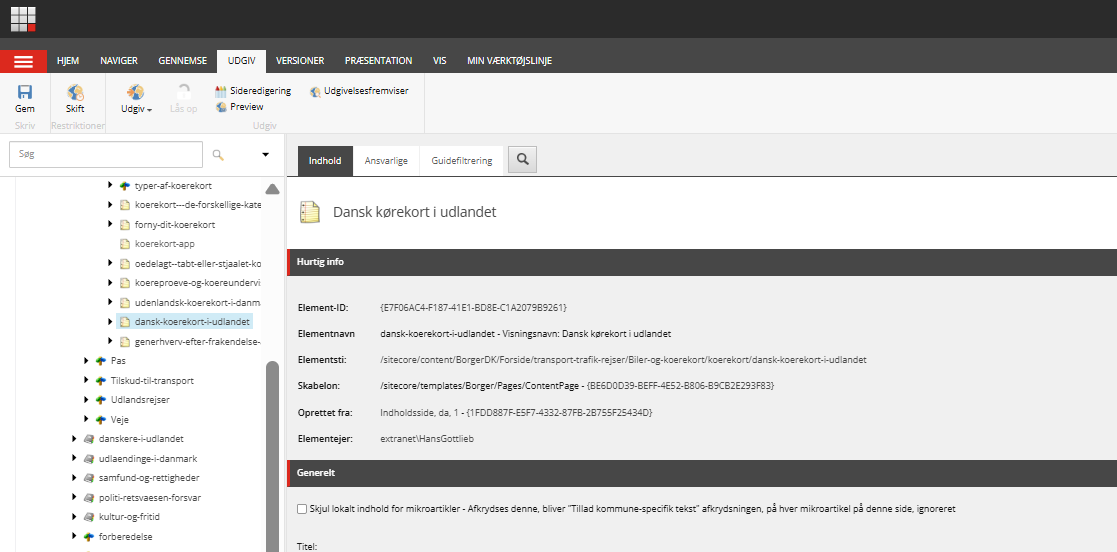 HJEM NAVIGER GENNEMSE UDGIV VERSIONER PRÆSENTATION VIS MIN VÆRKTØJSLINJE
Gem
Skriv
Skift
Restriktioner
Udgiv
Lås op
Sideredigering
Preview
Udgivelsesfremviser
Udgiv
Søg
typer-af-koerekort
koerekort---de-forskellige-kate
forny-dit-koerekort
koerekort-app
oedelagt--tabt-eller-stjaalet-ko
koereproeve-og-koereundervi
udenlandsk-koerekort-i-danm
dansk-koerekort-i-udlandet
generhverv-efter-frakendelse-
Pas
Tilskud-til-transport
Udlandsrejser
Veje
danskere-i-udlandet
udlaendinge-i-danmark
samfund-og-rettigheder
politi-retsvaesen-forsvar
kultur-og-fritid
forberedelse
Indhold Ansvarlige Guidefiltrering
Dansk kørekort i udlandet
Hurtig info
Element-ID: {E7F06AC4-F187-41E1-BD8E-C1A2079B9261}
Elementnavn dansk-koerekort-i-udlandet - Visningsnavn: Dansk kørekort i udlandet
Elementsti: /sitecore/content/BorgerDK/Forside/transport-trafik-rejser/Biler-og-koerekort/koerekort/dansk-koerekort-i-udlandet
Skabelon: /sitecore/templates/Borger/Pages/ContentPage - {BE6D0D39-BEFF-4E52-B806-B9CB2E293F83}
Oprettet fra: Indholdsside, da, 1 - {1FDD887F-E5F7-4332-87FB-2B755F25434D}
Elementejer: extranet\HansGottlieb
Generelt
Skjul lokalt indhold for mikroartikler - Afkrydses denne, bliver "Tillad kommune-specifik tekst" afkrydsningen, på hver mikroartikel på denne side, ignoreret
Titel: